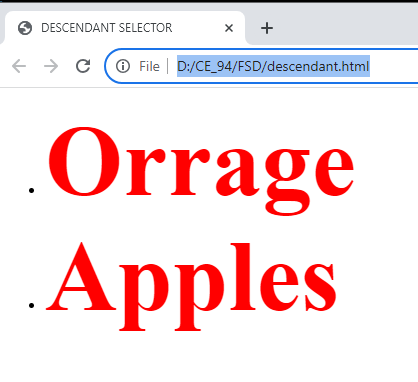 DESCENDANT SELECTOR
File | D:/CE_94/FSD/descendant.html
Orrage
Apples